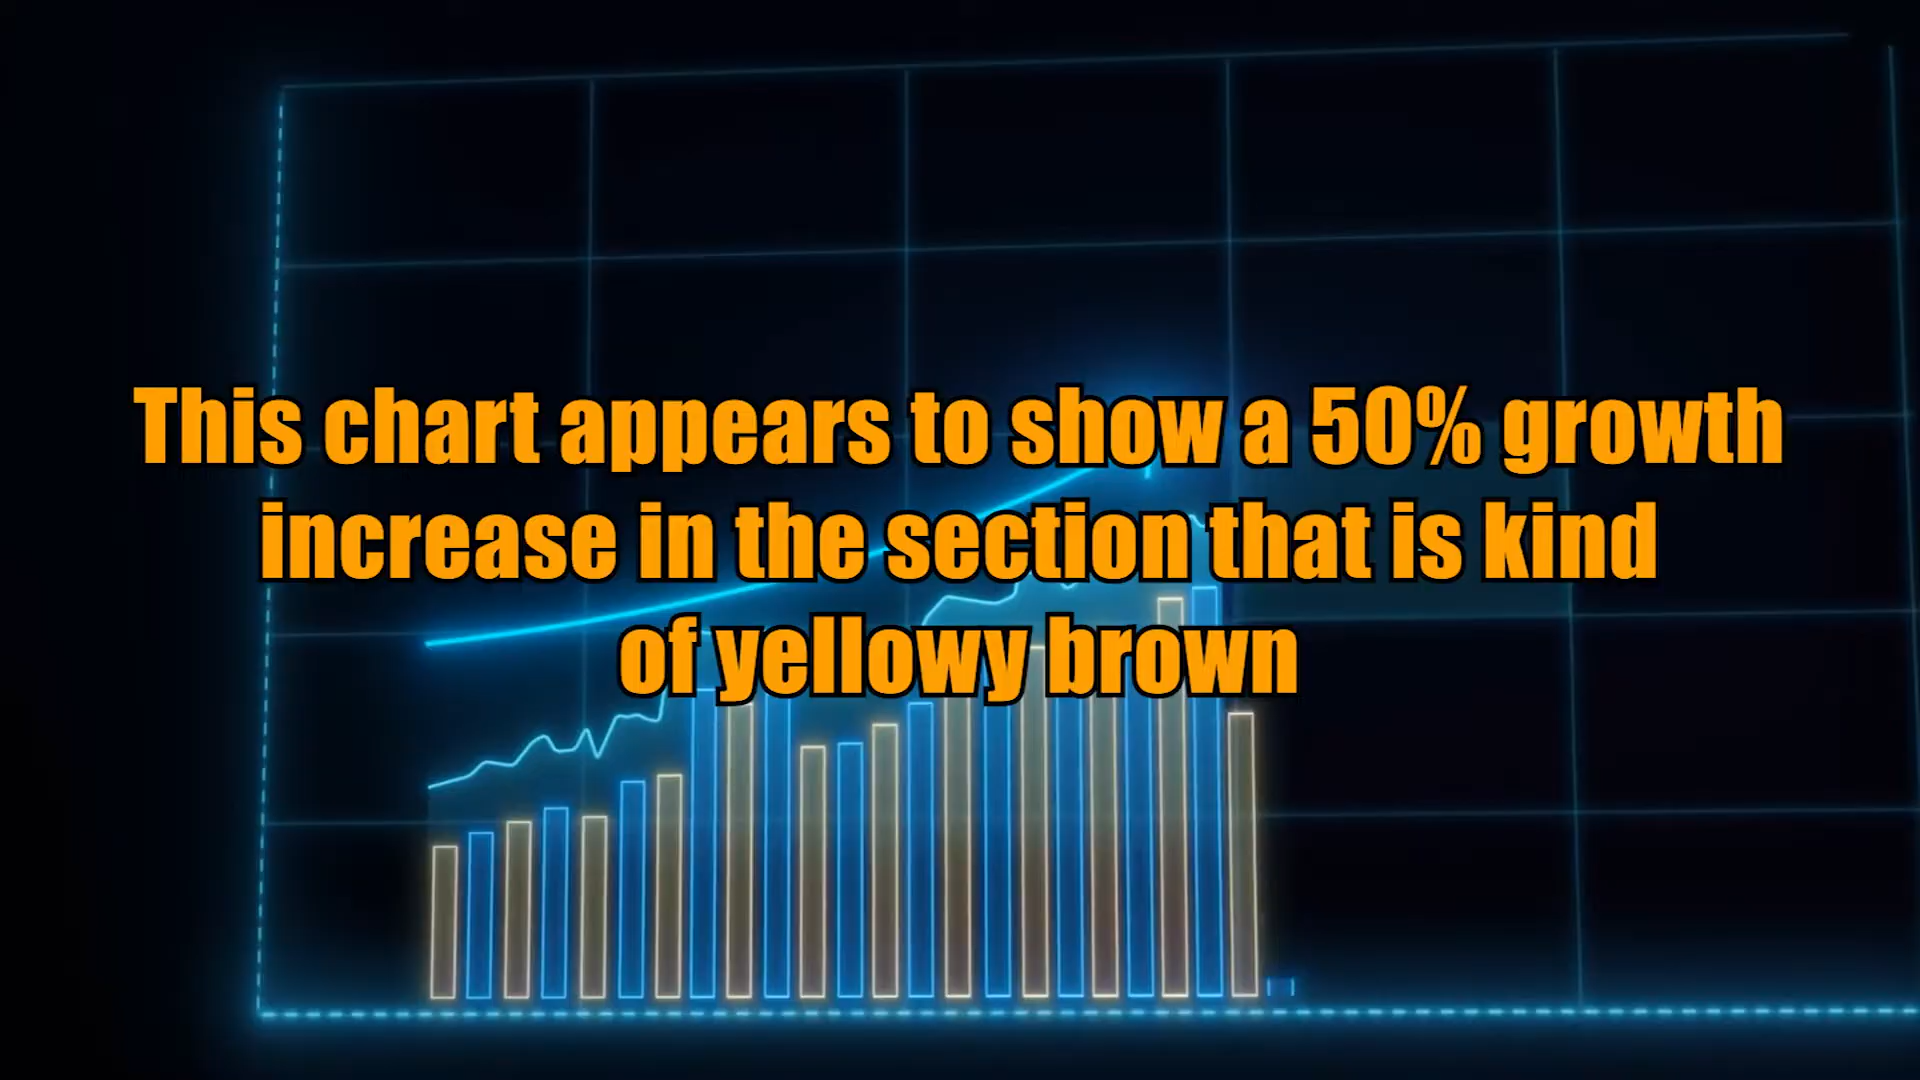 This chart appears to show a 50% growth
increase in the section that is kind
of yellowy brown